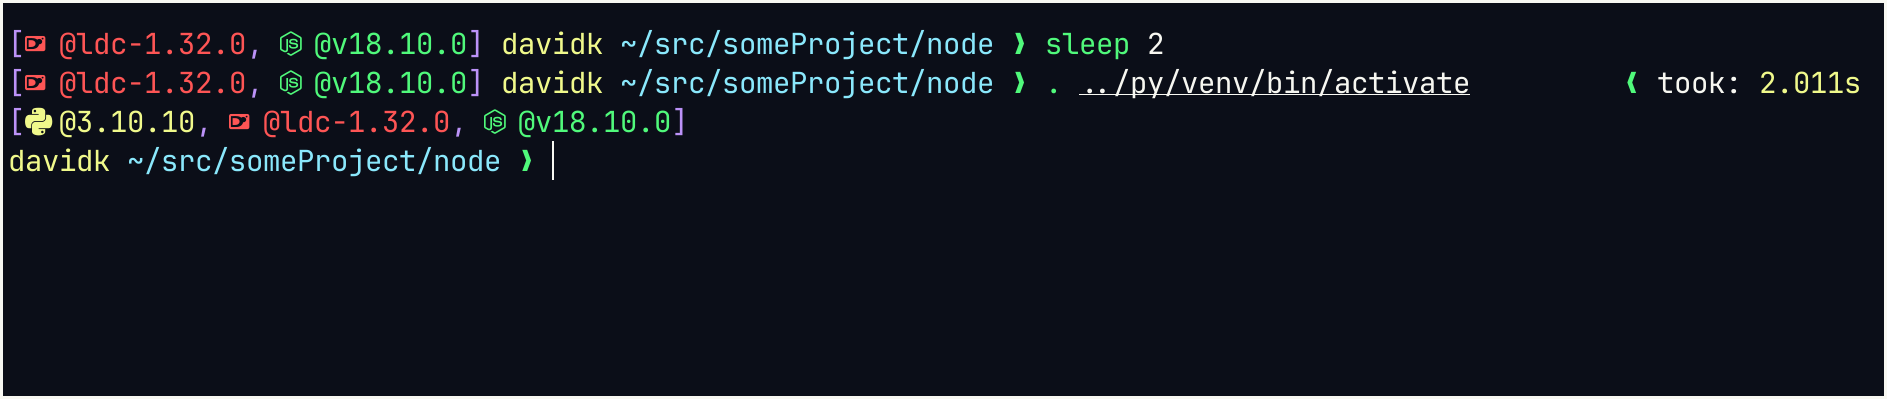 [ @ldc-1.32.0,  @v18.10.0] davidk ~/src/someProject/node ❱ sleep 2
[ @ldc-1.32.0,  @v18.10.0] davidk ~/src/someProject/node ❱ . ../py/venv/bin/activate ❰ took: 2.011s
[ @3.10.10,  @ldc-1.32.0,  @v18.10.0]
davidk ~/src/someProject/node ❱